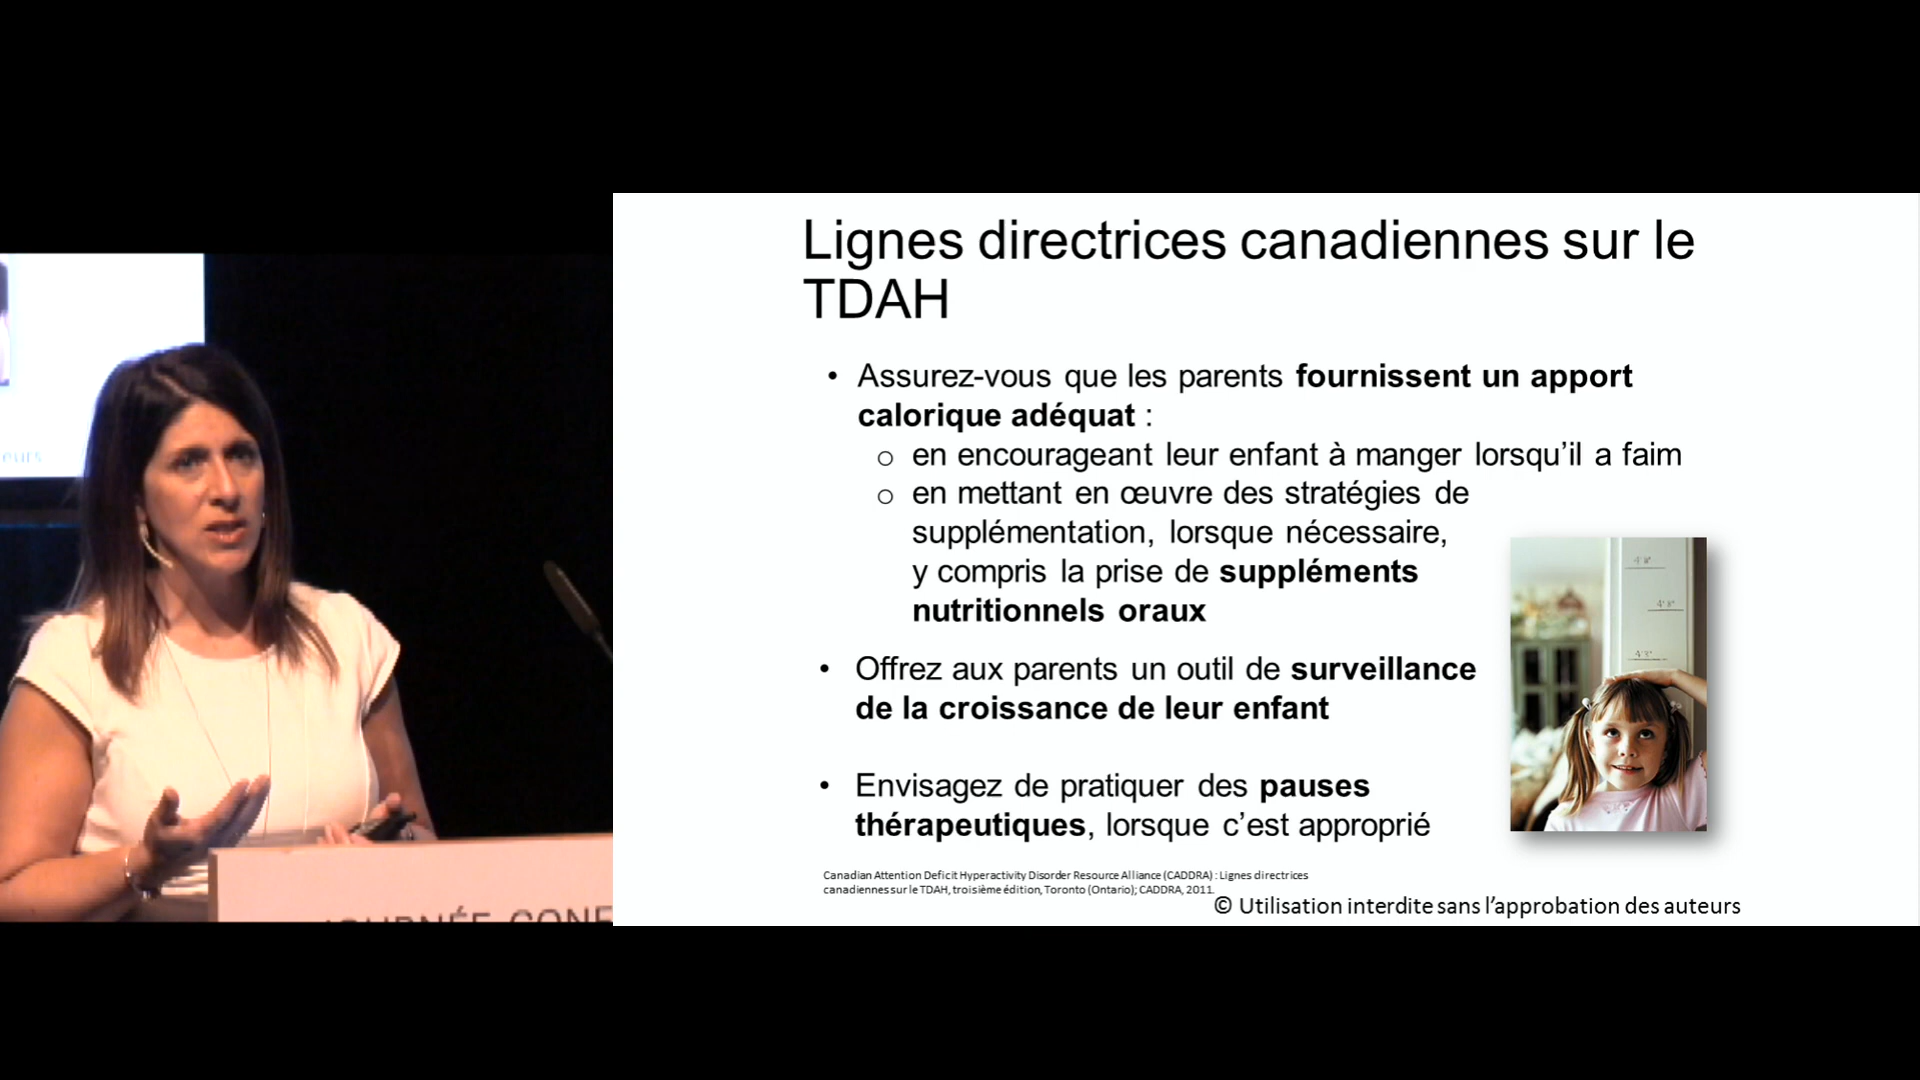 Lignes directrices canadiennes sur le
TDAH
• Assurez-vous que les parents fournissent un apport
calorique adéquat :
o en encourageant leur enfant à manger lorsqu’il a faim
o en mettant en œuvre des stratégies de
supplémentation, lorsque nécessaire,
y compris la prise de suppléments
nutritionnels oraux
• Offrez aux parents un outil de surveillance
de la croissance de leur enfant
• Envisagez de pratiquer des pauses
thérapeutiques, lorsque c’est approprié
Canadian Attention Deficit Hyperactivity Disorder Resource Alliance (CADDRA) : Lignes directrices
canadiennes sur le TDAH, troisième édition, Toronto (Ontario); CADDRA, 2011.
© Utilisation interdite sans l’approbation des auteurs
eurs
JOURNÉE CONF